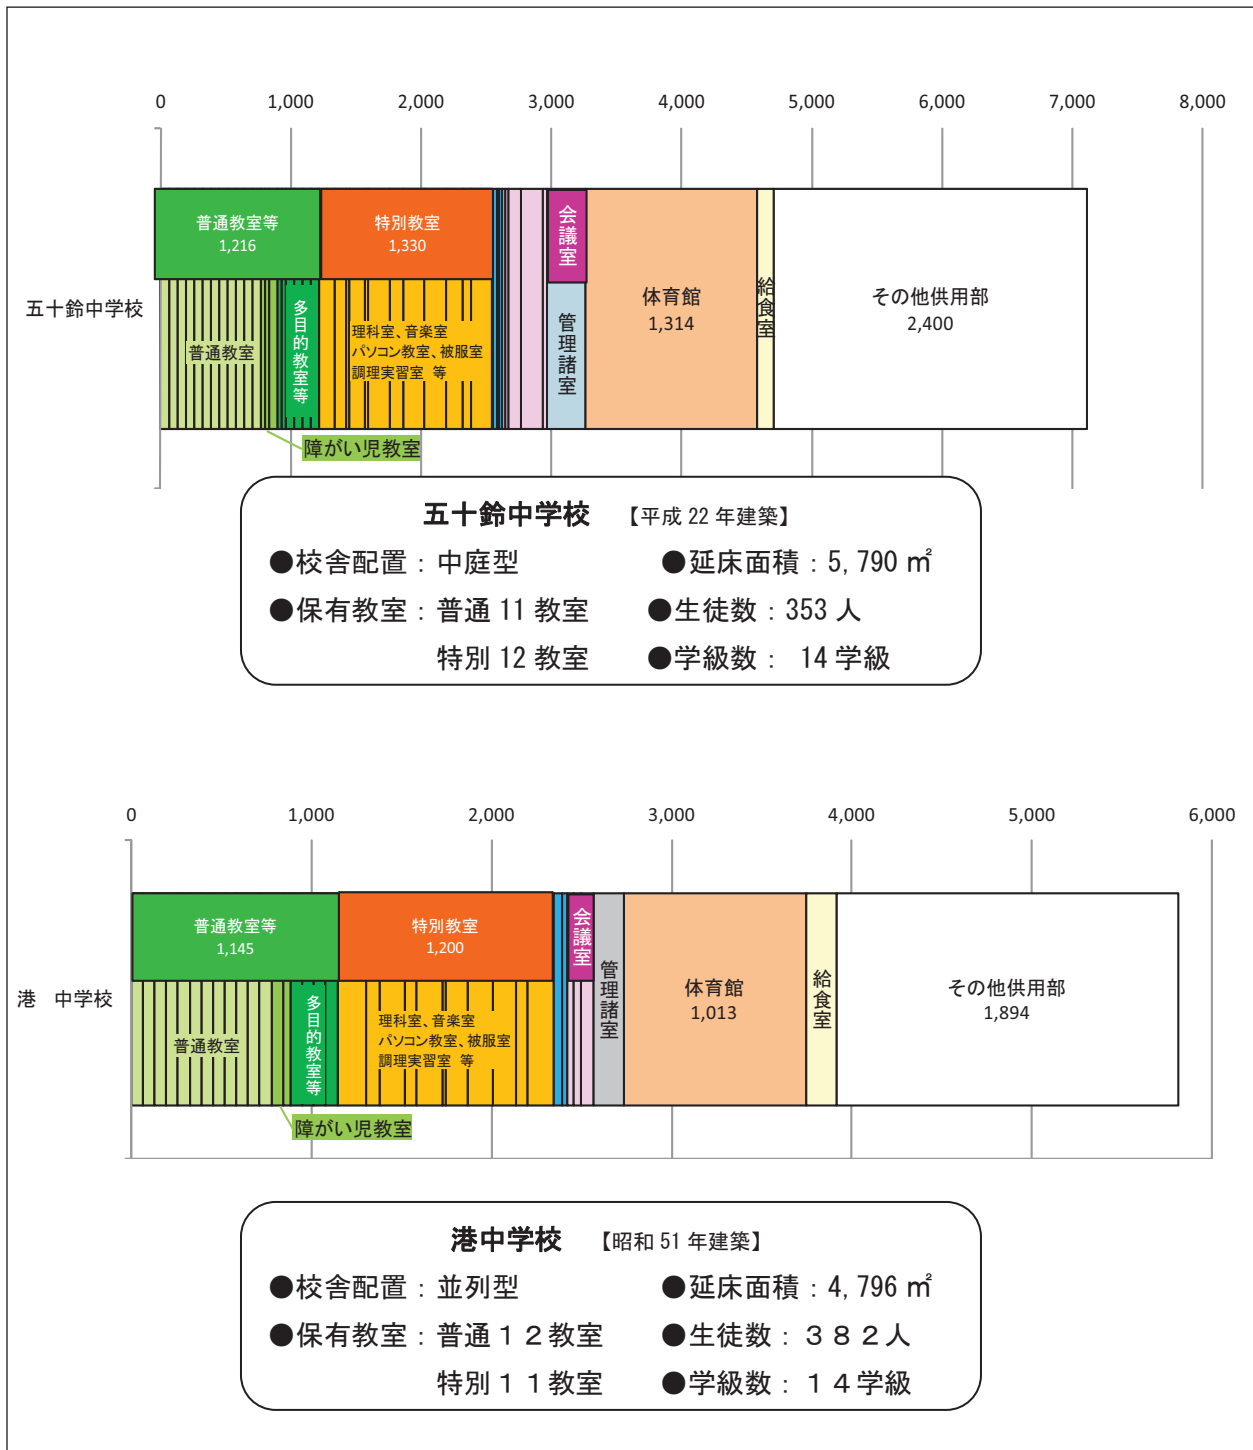 0 1,000 2,000 3,000 4,000 5,000 6,000 7,000 8,000
五十鈴中学校
普通教室等
1,216
特別教室
1,330
会議室
管理諸室
体育館
1,314
給食室
その他供用部
2,400
普通教室
多目的教室等
理科室、音楽室
パソコン教室、被服室
調理実習室 等
障がい児教室
五十鈴中学校 【平成 22 年建築】
●校舎配置：中庭型 ●延床面積：5,790 ㎡
●保有教室：普通 11 教室 ●生徒数：353 人
特別 12 教室 ●学級数： 14 学級
0 1,000 2,000 3,000 4,000 5,000 6,000
港 中学校
普通教室等
1,145
特別教室
1,200
会議室
管理諸室
体育館
1,013
給食室
その他供用部
1,894
普通教室
多目的教室等
理科室、音楽室
パソコン教室、被服室
調理実習室 等
障がい児教室
港中学校 【昭和 51 年建築】
●校舎配置：並列型 ●延床面積：4,796 ㎡
●保有教室：普通１２教室 ●生徒数：３８２人
特別１１教室 ●学級数：１４学級